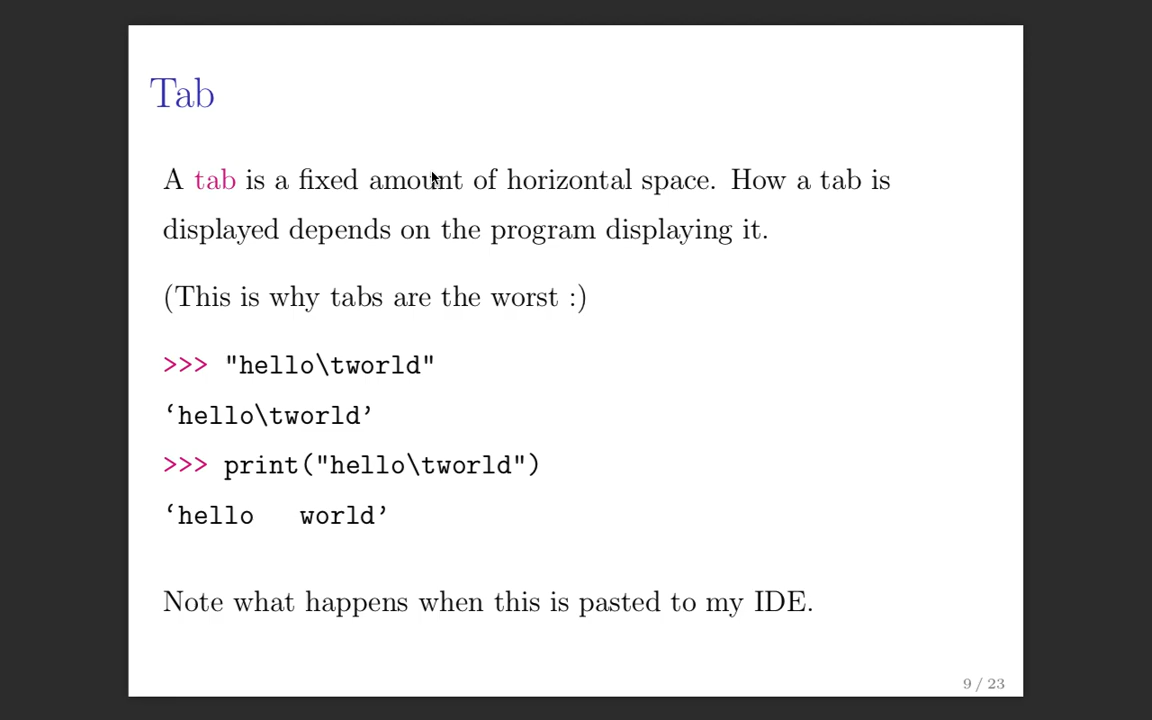 Tab
A tab is a fixed amount of horizontal space. How a tab is
displayed depends on the program displaying it.
(This is why tabs are the worst :)
>>> "hello\tworld"
‘hello\tworld’
>>> print("hello\tworld")
‘hello   world’
Note what happens when this is pasted to my IDE.
9 / 23